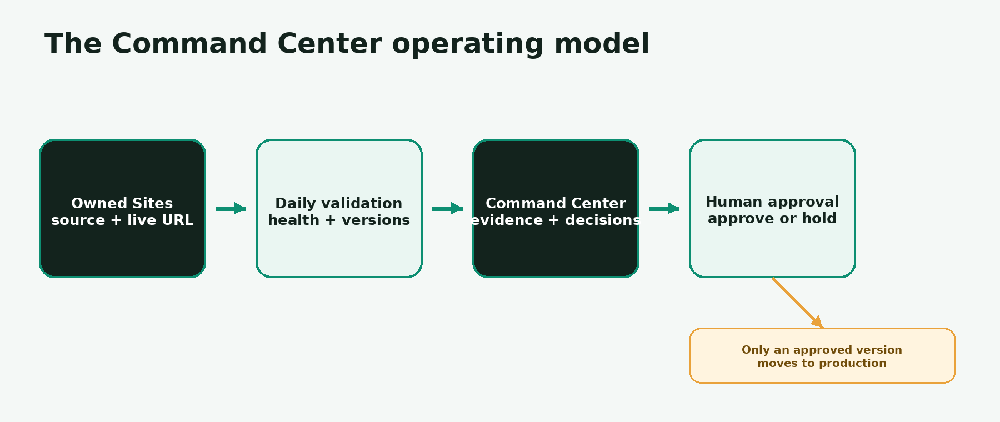 The Command Center operating model
Owned Sites
source + live URL
Daily validation
health + versions
Command Center
evidence + decisions
Human approval
approve or hold
Only an approved version
moves to production